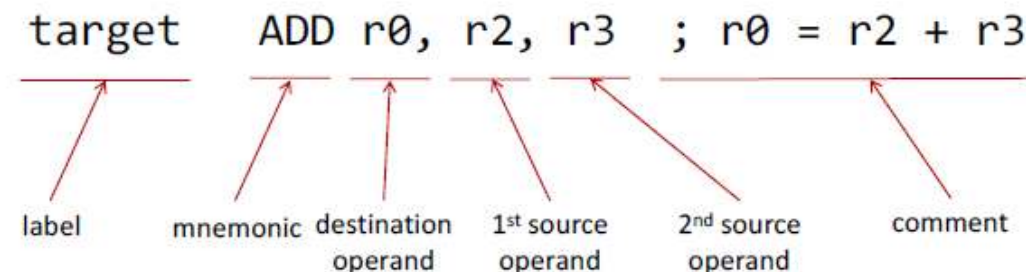 target ADD r0, r2, r3 ; r0 = r2 + r3
label mnemonic destination operand 1st source operand 2nd source operand comment